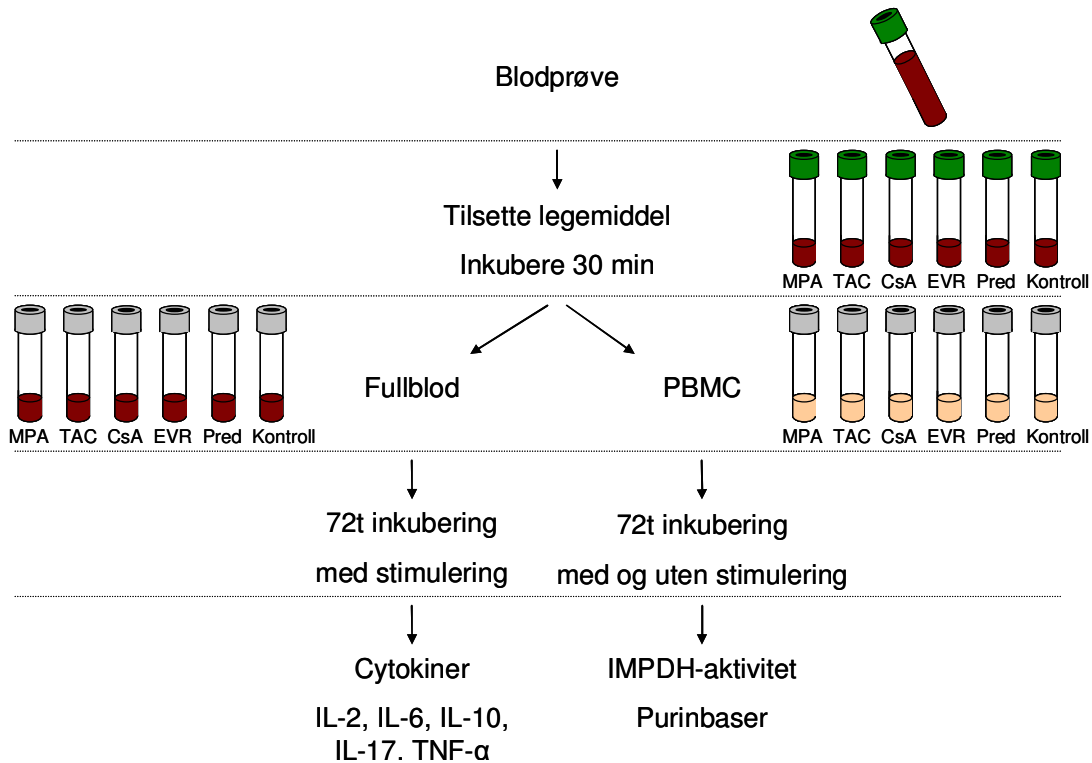 Blodprøve
Tilsette legemiddel
Inkubere 30 min
MPA TAC CsA EVR Pred Kontroll
MPA TAC CsA EVR Pred Kontroll
Fullblod
PBMC
MPA TAC CsA EVR Pred Kontroll
72t inkubering
med stimulering
72t inkubering
med og uten stimulering
Cytokiner
IL-2, IL-6, IL-10,
IL-17, TNF-α
IMPDH-aktivitet
Purinbaser